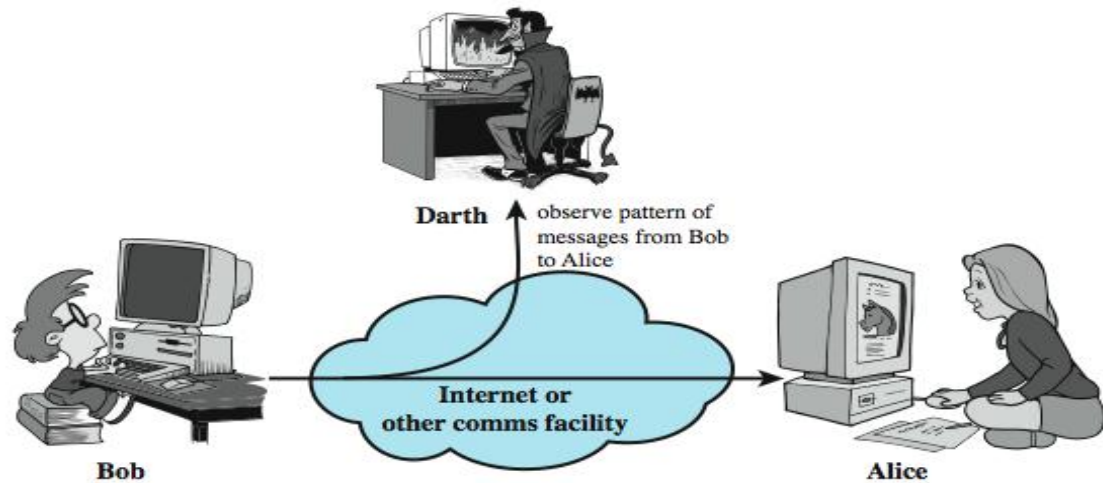 Darth
observe pattern of
messages from Bob
to Alice
Internet or
other comms facility
Bob
Alice